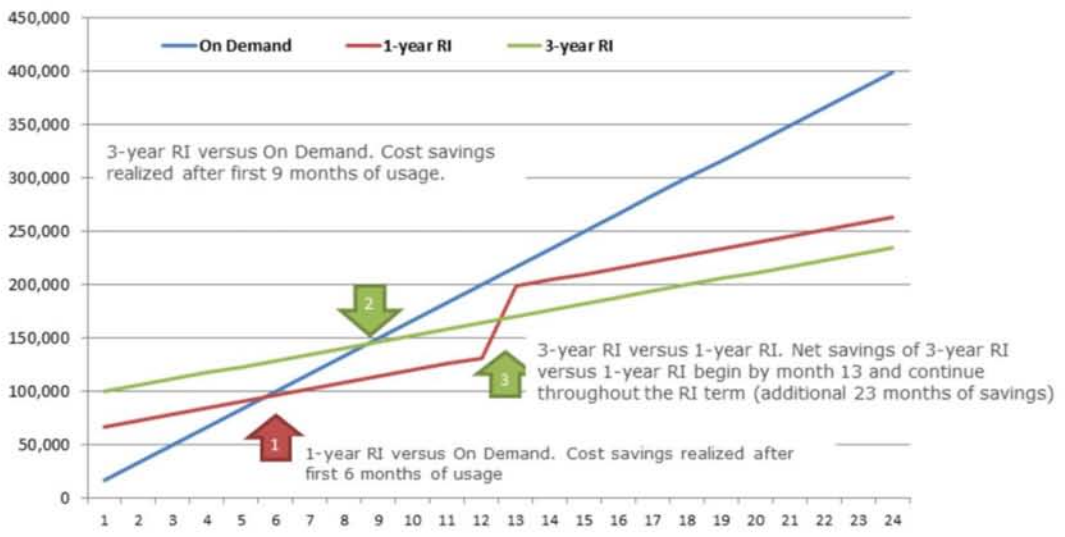 450,000
On Demand 1-year RI 3-year RI
400,000
350,000
3-year RI versus On Demand. Cost savings
realized after first 9 months of usage.
300,000
250,000
200,000
2
150,000
3-year RI versus 1-year RI. Net savings of 3-year RI
versus 1-year RI begin by month 13 and continue
throughout the RI term (additional 23 months of savings)
3
100,000
1
50,000
1-year RI versus On Demand. Cost savings realized after
first 6 months of usage
0
1 2 3 4 5 6 7 8 9 10 11 12 13 14 15 16 17 18 19 20 21 22 23 24